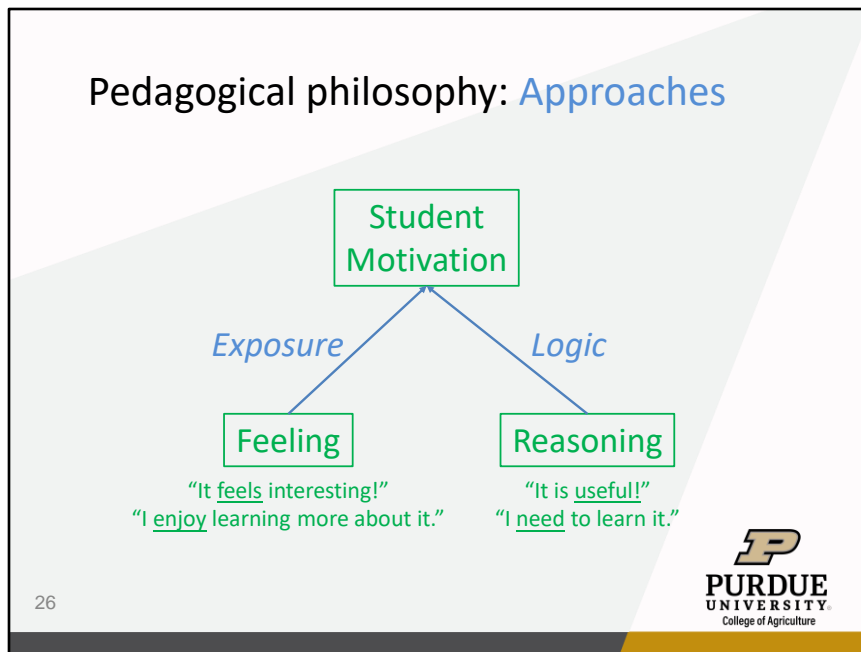 Pedagogical philosophy: Approaches
Student
Motivation
Exposure
Logic
Feeling
Reasoning
“It feels interesting!”
“I enjoy learning more about it.”
“It is useful!”
“I need to learn it.”
26
P
PURDUE
UNIVERSITY®
College of Agriculture